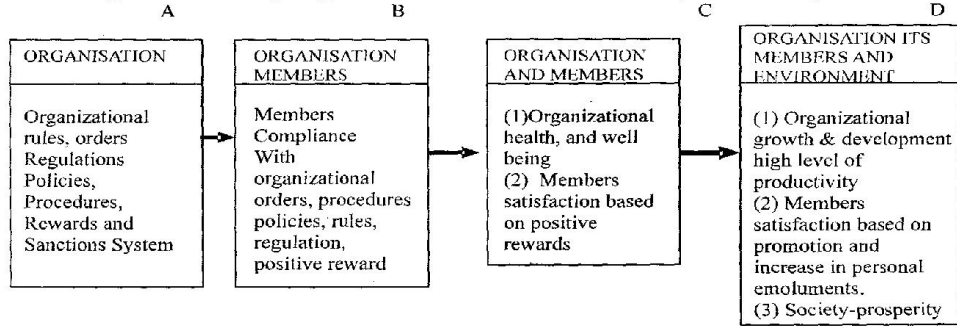 A B C D
ORGANISATION
Organizational
rules, orders
Regulations
Policies,
Procedures,
Rewards and
Sanctions System
ORGANISATION
MEMBERS
Members
Compliance
With
organizational
orders, procedures
policies, rules,
regulation,
positive reward
ORGANISATION
AND MEMBERS
(1)Organizational
health, and well
being
(2) Members
satisfaction based
on positive
rewards
ORGANISATION ITS
MEMBERS AND
ENVIRONMENT
(1) Organizational
growth & development
high level of
productivity
(2) Members
satisfaction based on
promotion and
increase in personal
emoluments.
(3) Society-prosperity